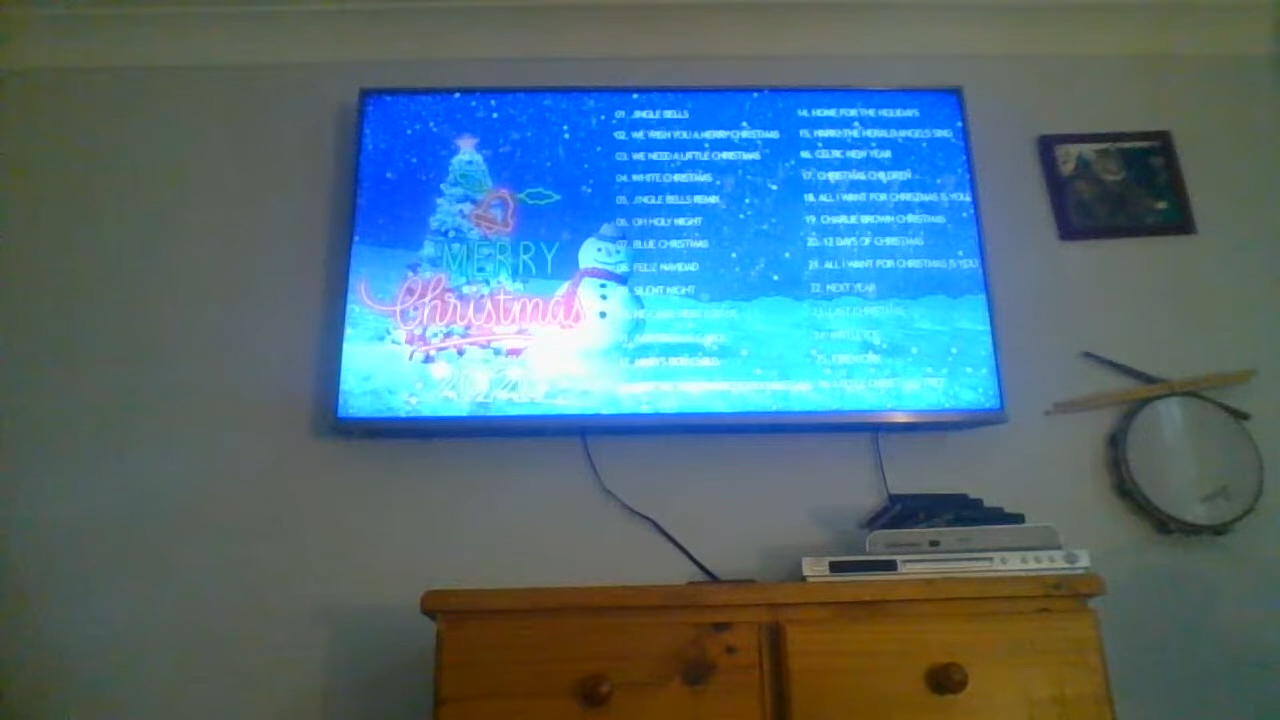 MERRY
Christmas
01. JINGLE BELLS
02. WE WISH YOU A MERRY CHRISTMAS
03. WE NEED A LITTLE CHRISTMAS
04. WHITE CHRISTMAS
05. JINGLE BELLS REMIX
06. OH HOLY NIGHT
07. BLUE CHRISTMAS
08. FELIZ NAVIDAD
SILENT NIGHT
14. HOME FOR THE HOLIDAYS
15. HARK! THE HERALD ANGELS SING
16. CELTIC NEW YEAR
17. CHRISTMAS CHILDREN
18. ALL I WANT FOR CHRISTMAS IS YOU
19. CHARLIE BROWN CHRISTMAS
20. 12 DAYS OF CHRISTMAS
21. ALL I WANT FOR CHRISTMAS IS YOU
22. NEXT YEAR
23. LAST CHRISTMAS